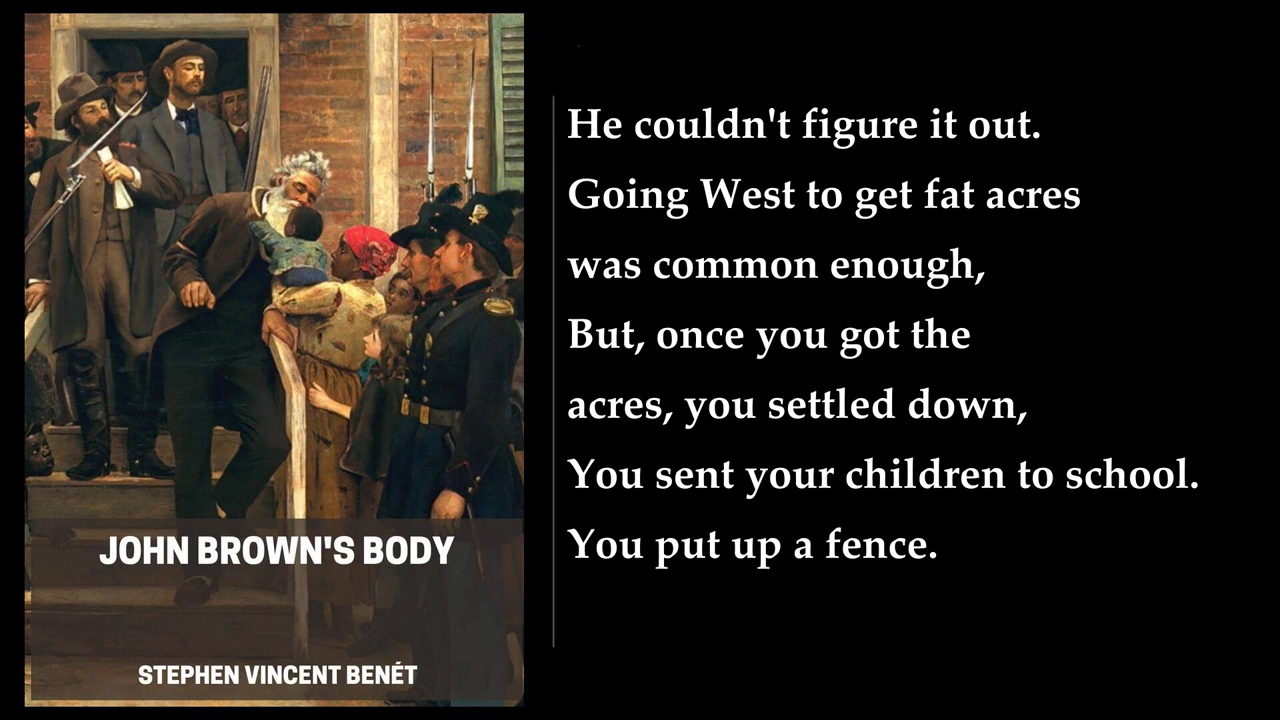 JOHN BROWN'S BODY
STEPHEN VINCENT BENÉT
He couldn't figure it out.
Going West to get fat acres
was common enough,
But, once you got the
acres, you settled down,
You sent your children to school.
You put up a fence.